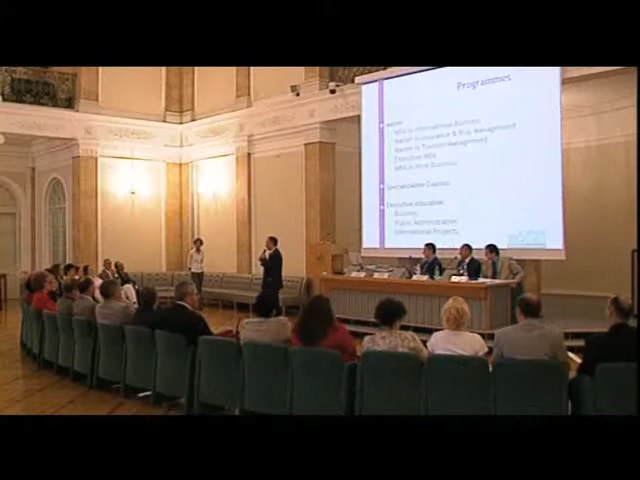 Programmes
Master
MBA in International Business
Master in Insurance & Risk Management
Master in Tourism Management
Executive MBA
MBA in Wine Business
Specialization Courses
Executive education
Business
Public Administration
International Projects